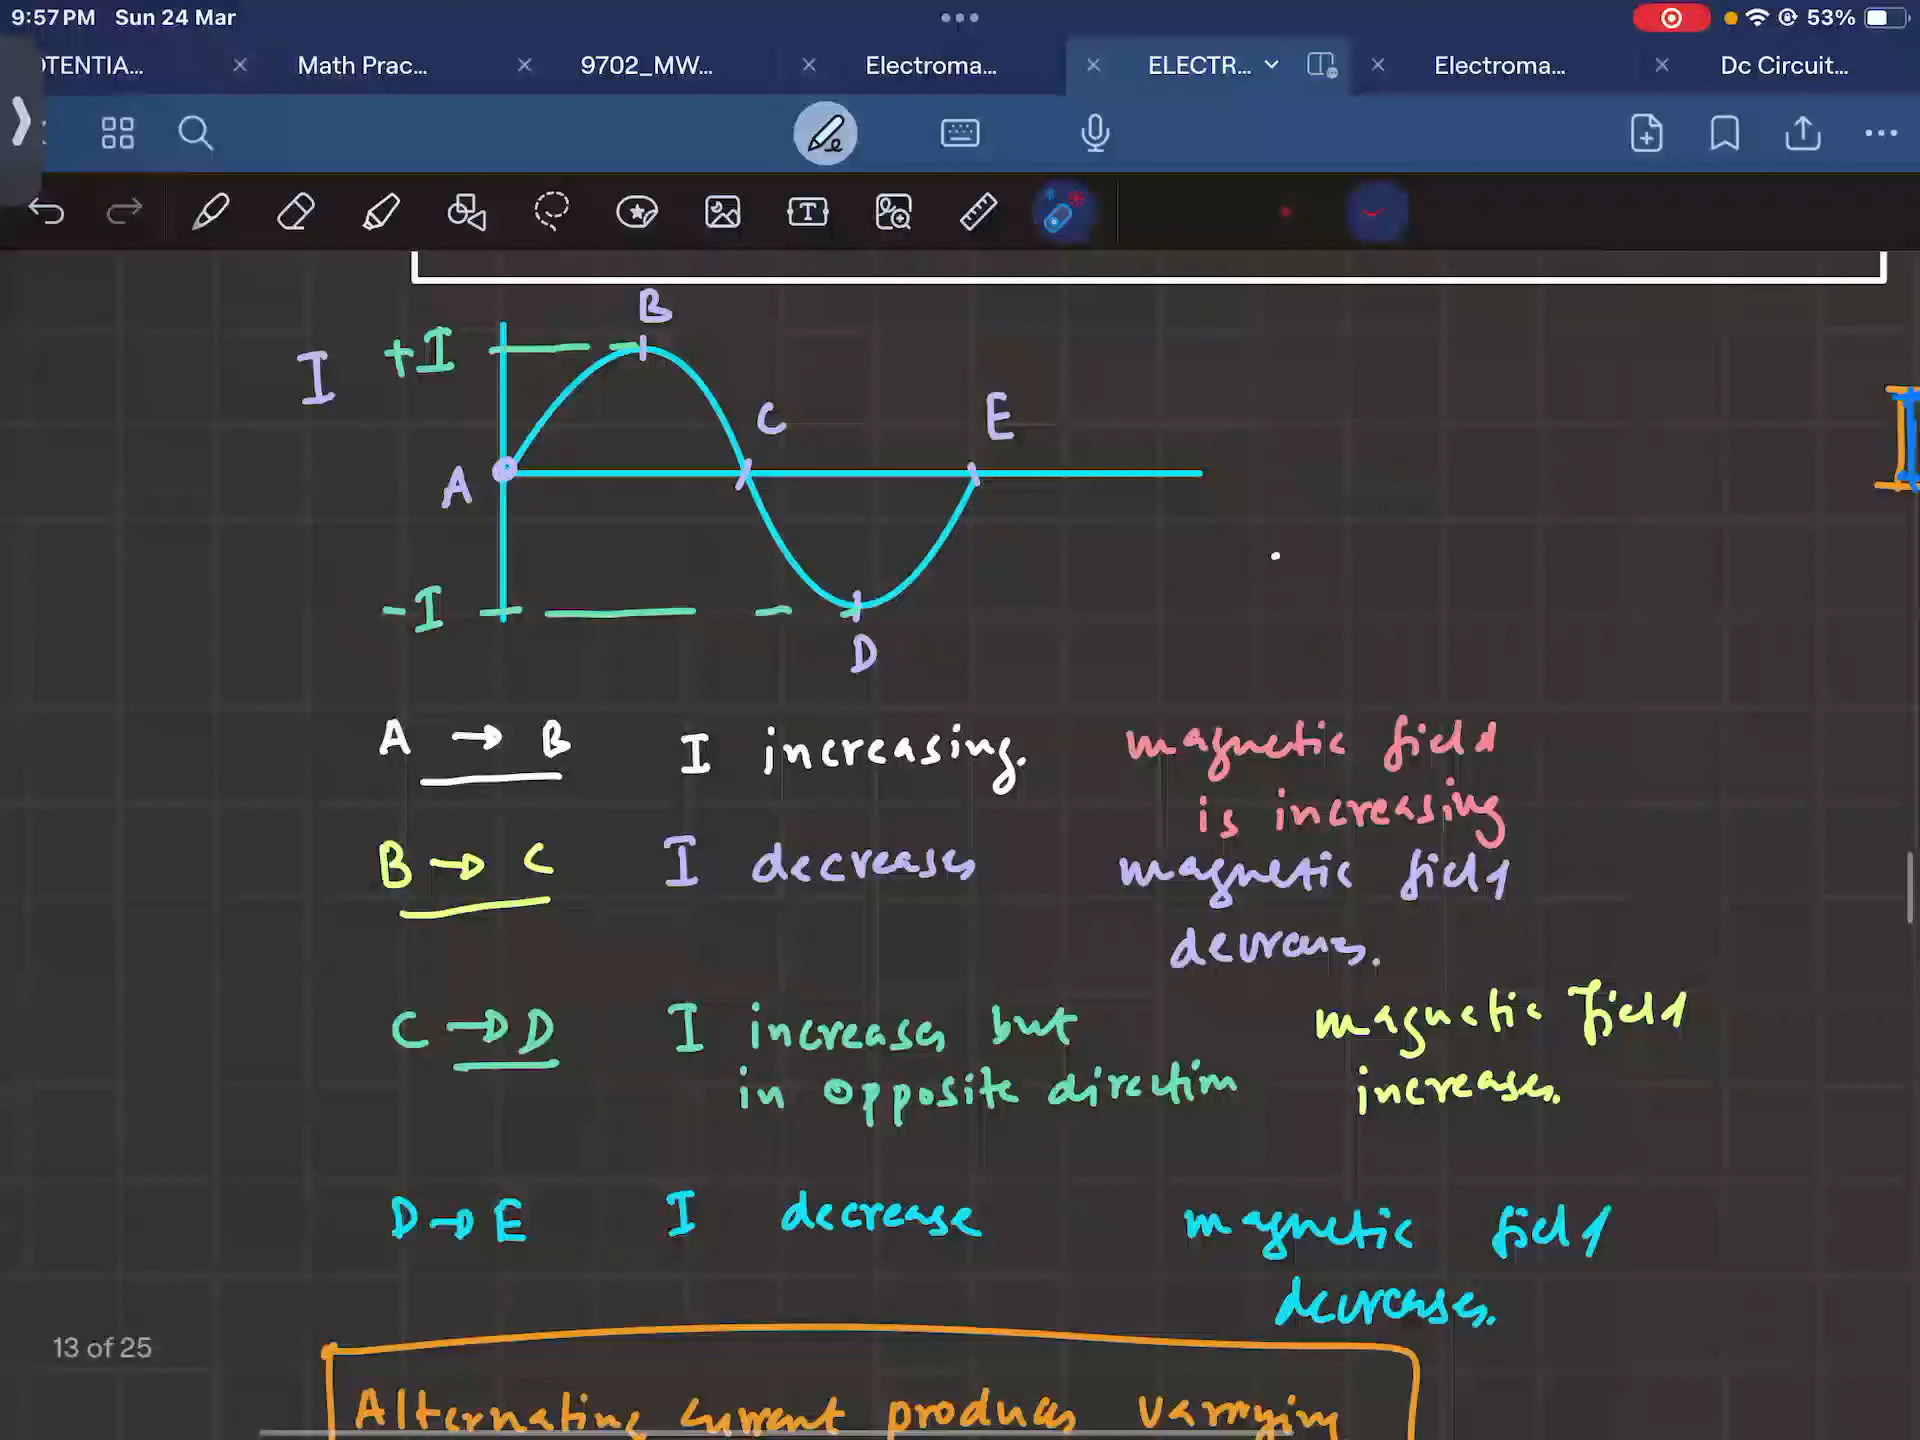 9:57 PM Sun 24 Mar
53%
OTENTIA...
Math Prac...
9702_MW...
Electroma...
ELECTR...
Electroma...
Dc Circuit...
T
B
+I
I
C
E
A
-I
D
A → B I increasing. magnetic field
is increasing
B → C I decreases magnetic field
decreases.
C → D I increases but magnetic field
in opposite direction increases.
D → E I decrease magnetic field
decreases.
13 of 25
Alternating current produces varrying